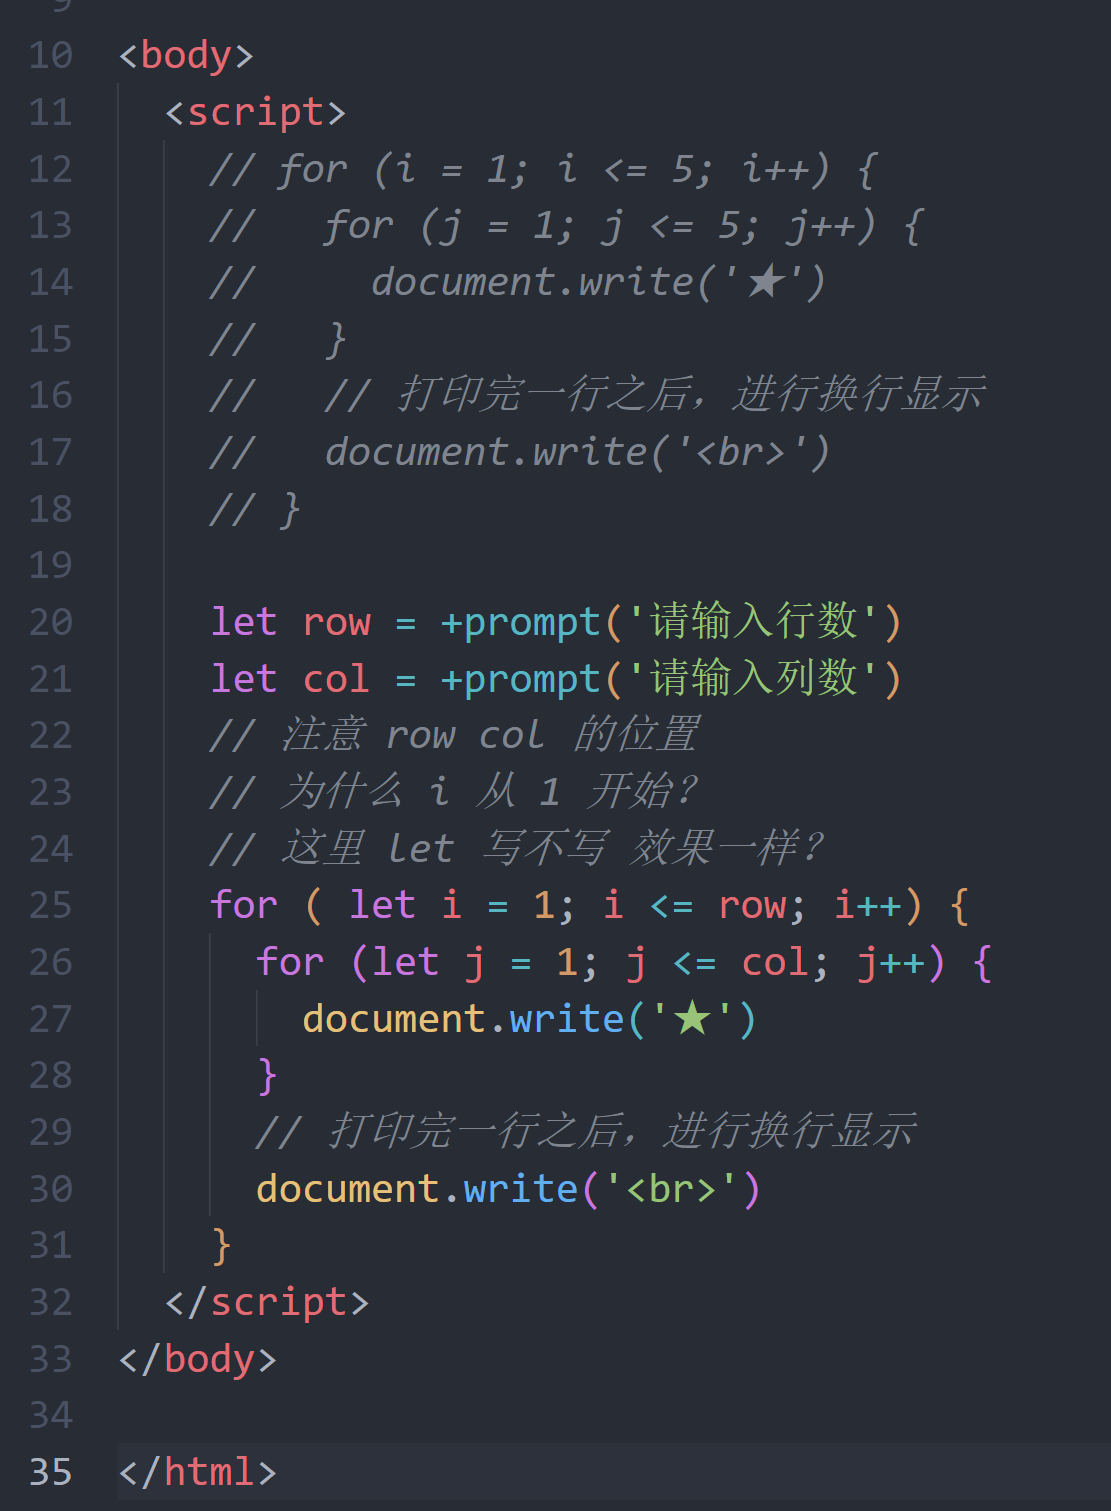 9
10 <body>
11   <script>
12     // for (i = 1; i <= 5; i++) {
13     //   for (j = 1; j <= 5; j++) {
14     //     document.write('★')
15     //   }
16     //   // 打印完一行之后，进行换行显示
17     //   document.write('<br>')
18     // }
19
20     let row = +prompt('请输入行数')
21     let col = +prompt('请输入列数')
22     // 注意 row col 的位置
23     // 为什么 i 从 1 开始？
24     // 这里 let 写不写 效果一样？
25     for ( let i = 1; i <= row; i++) {
26       for (let j = 1; j <= col; j++) {
27         document.write('★')
28       }
29       // 打印完一行之后，进行换行显示
30       document.write('<br>')
31     }
32   </script>
33 </body>
34
35 </html>